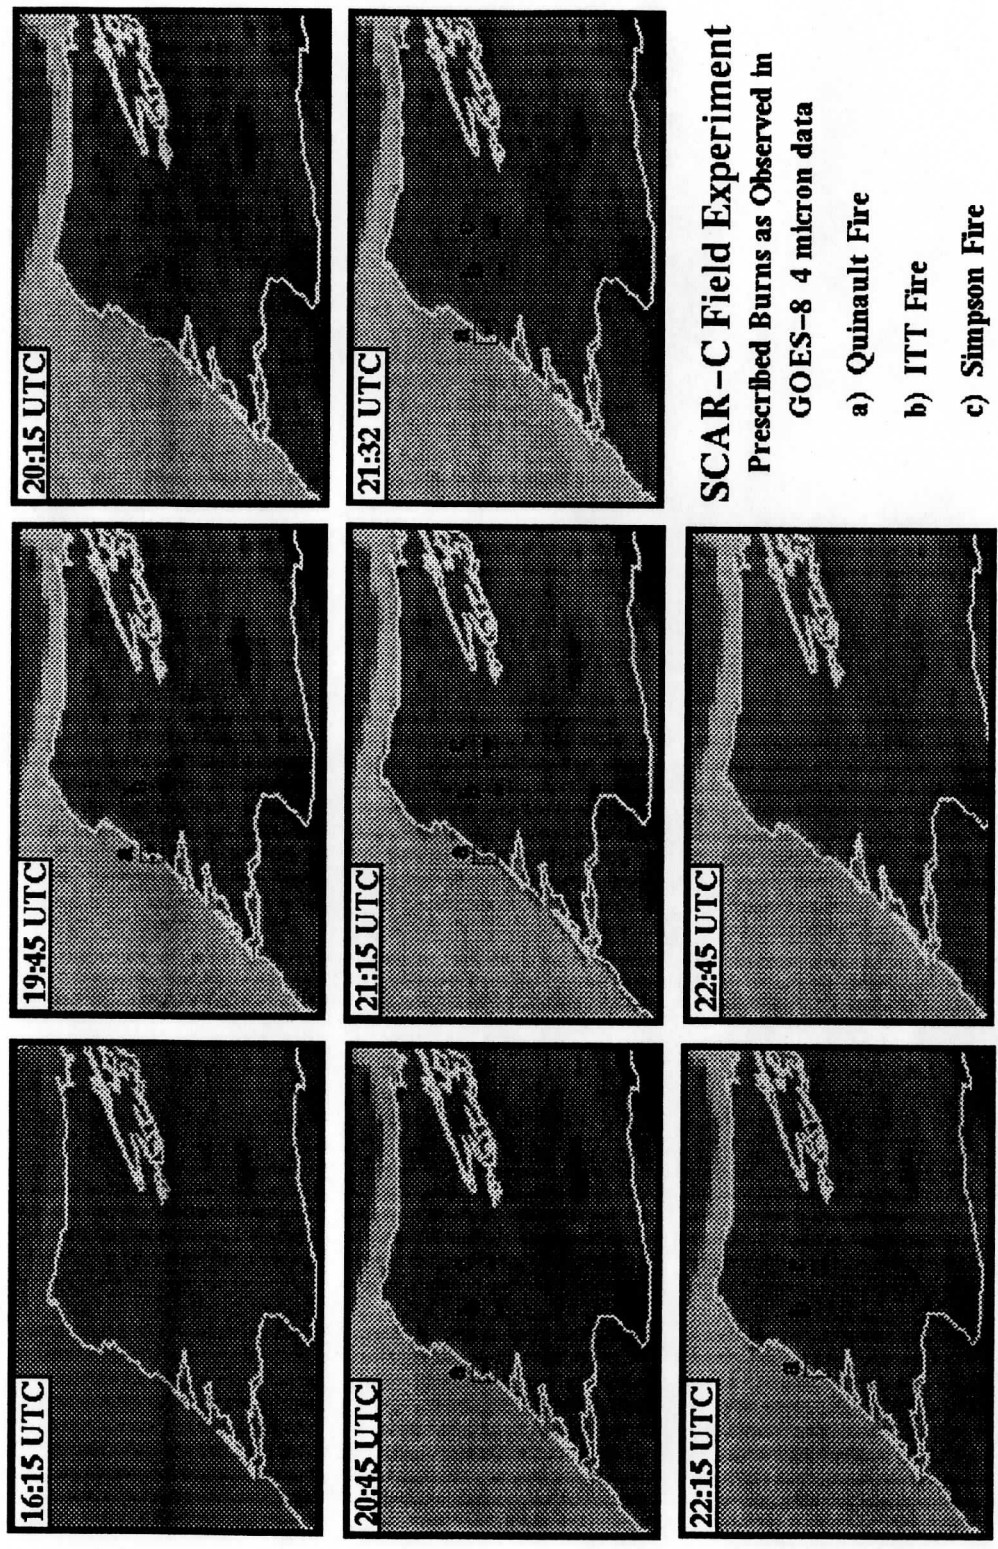 16:15 UTC
19:45 UTC
a
20:15 UTC
20:45 UTC
a
21:15 UTC
a
21:32 UTC
a
22:15 UTC
a
22:45 UTC
SCAR-C Field Experiment
Prescribed Burns as Observed in
GOES-8 4 micron data
a) Quinault Fire
b) ITT Fire
c) Simpson Fire